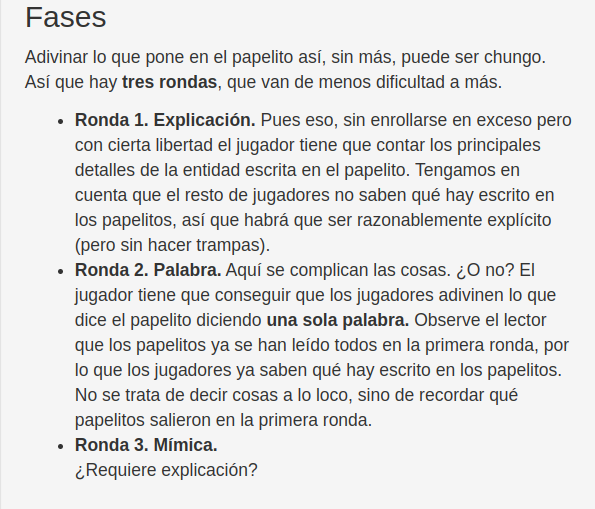 Fases
Adivinar lo que pone en el papelito así, sin más, puede ser chungo.
Así que hay tres rondas, que van de menos dificultad a más.
• Ronda 1. Explicación. Pues eso, sin enrollarse en exceso pero
con cierta libertad el jugador tiene que contar los principales
detalles de la entidad escrita en el papelito. Tengamos en
cuenta que el resto de jugadores no saben qué hay escrito en
los papelitos, así que habrá que ser razonablemente explícito
(pero sin hacer trampas).
• Ronda 2. Palabra. Aquí se complican las cosas. ¿O no? El
jugador tiene que conseguir que los jugadores adivinen lo que
dice el papelito diciendo una sola palabra. Observe el lector
que los papelitos ya se han leído todos en la primera ronda, por
lo que los jugadores ya saben qué hay escrito en los papelitos.
No se trata de decir cosas a lo loco, sino de recordar qué
papelitos salieron en la primera ronda.
• Ronda 3. Mímica.
¿Requiere explicación?